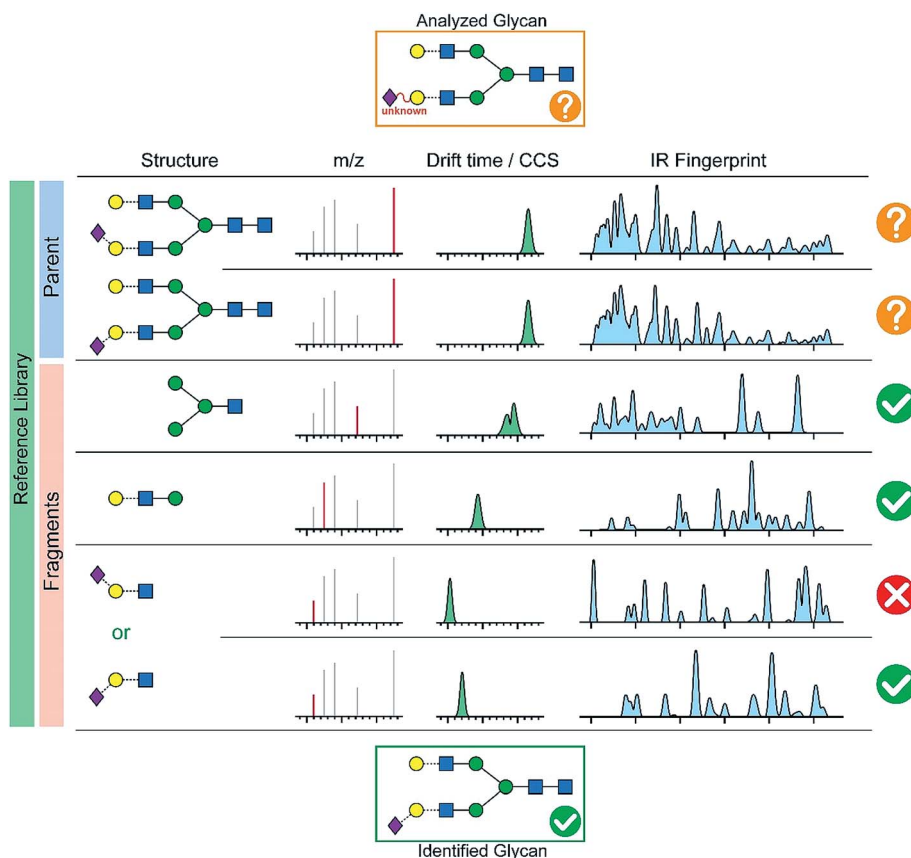 Analyzed Glycan
?
unknown
Structure
m/z
Drift time / CCS
IR Fingerprint
Reference Library
Parent
?
?
Fragments
or
Identified Glycan